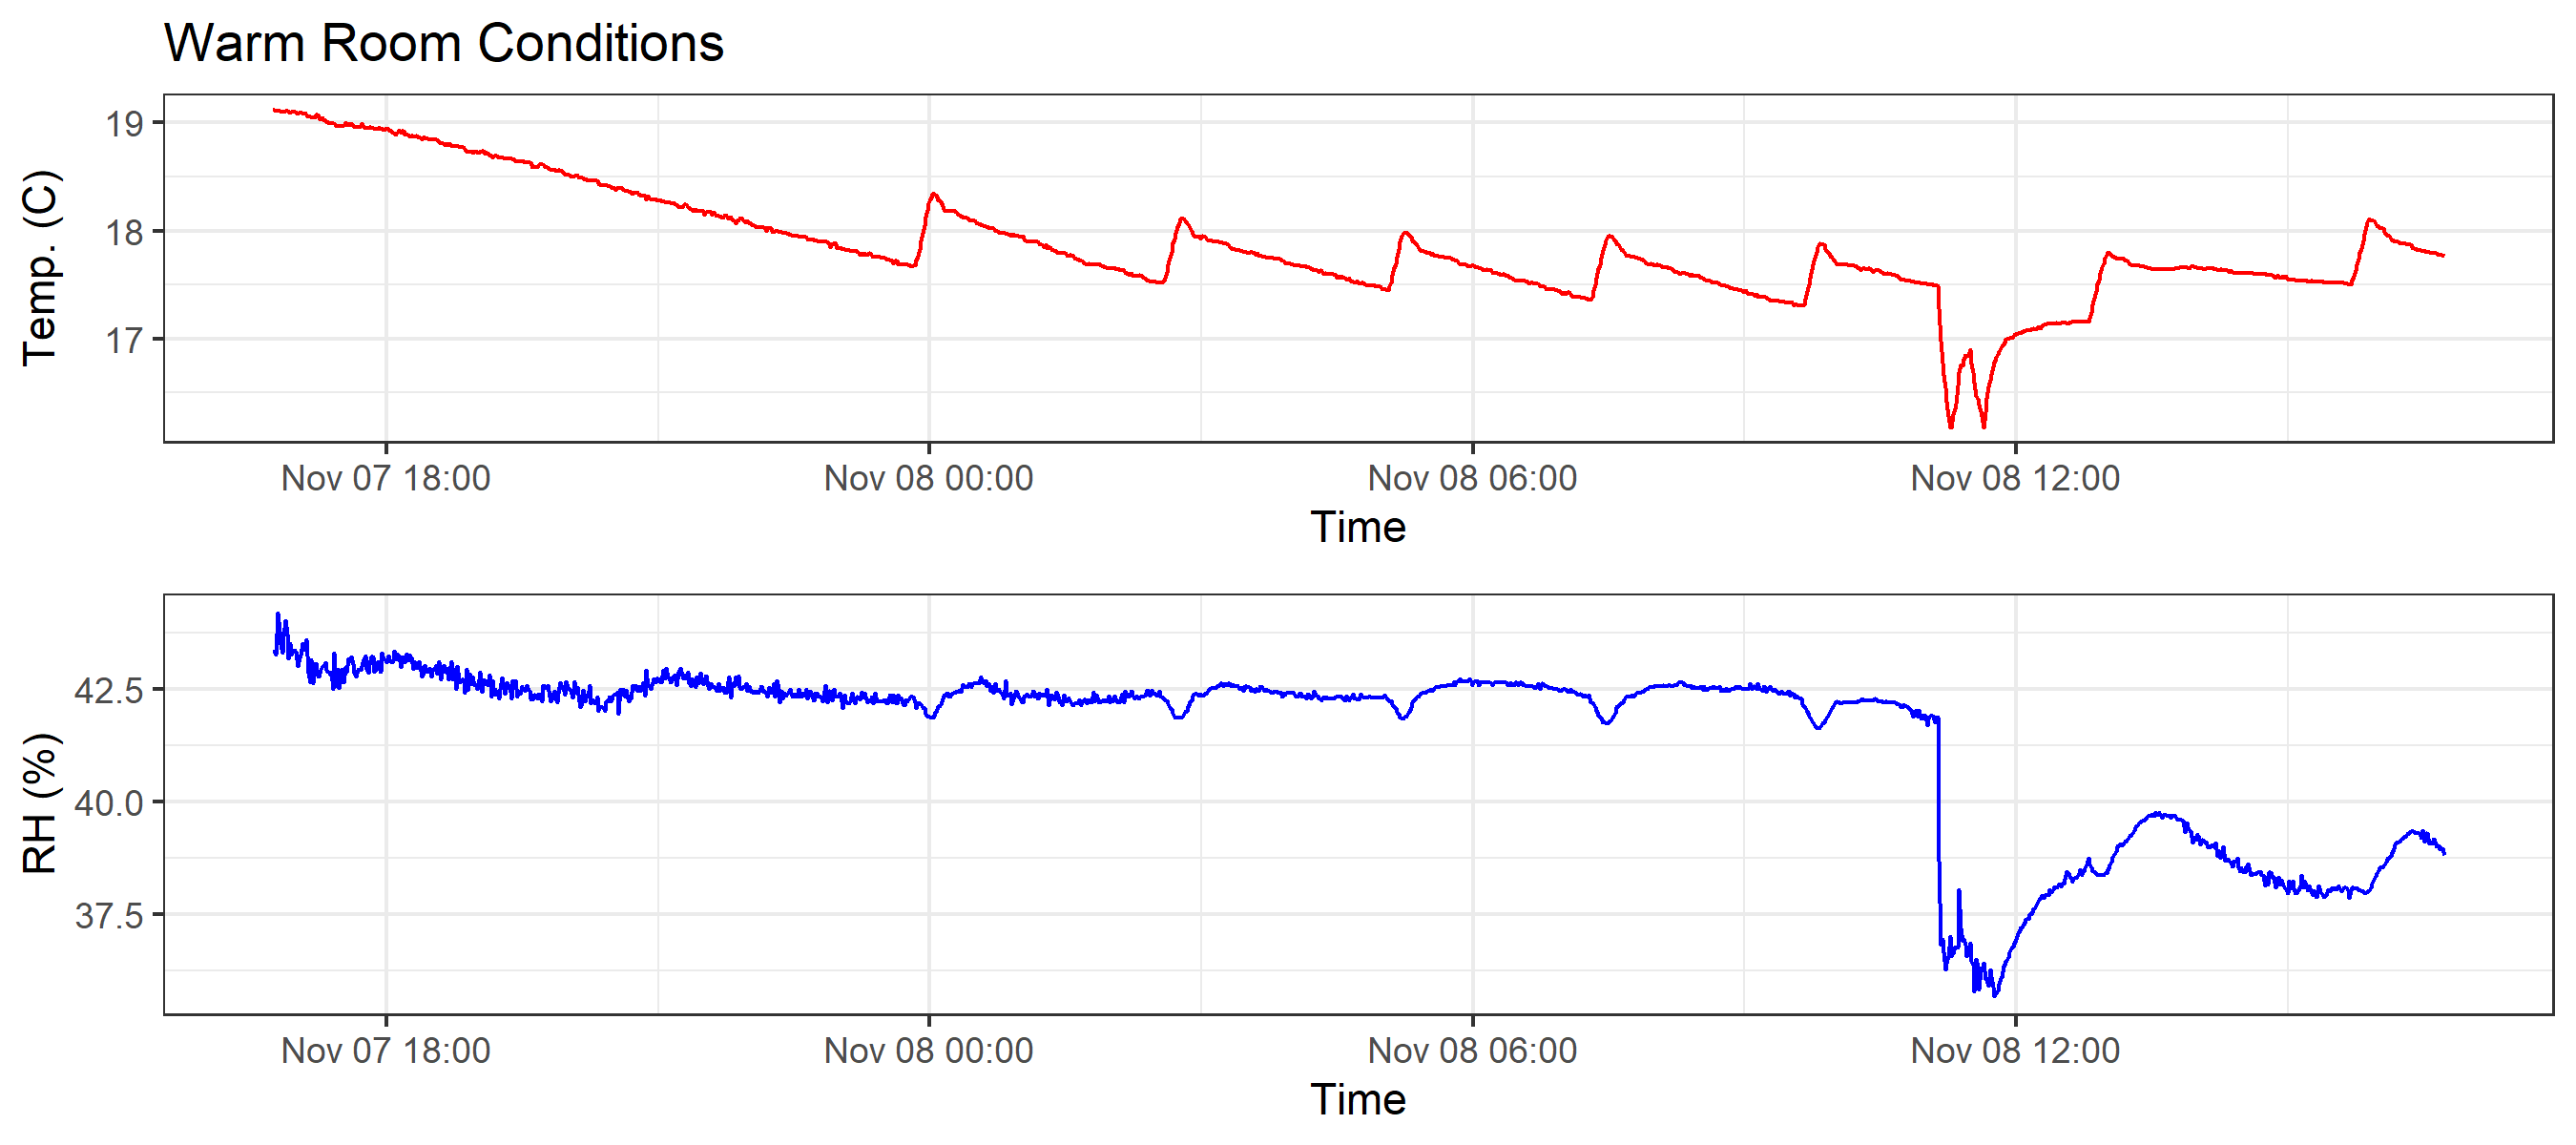 Warm Room Conditions
19
18
17
Temp. (C)
Nov 07 18:00 Nov 08 00:00 Nov 08 06:00 Nov 08 12:00
Time
42.5
40.0
37.5
RH (%)
Nov 07 18:00 Nov 08 00:00 Nov 08 06:00 Nov 08 12:00
Time